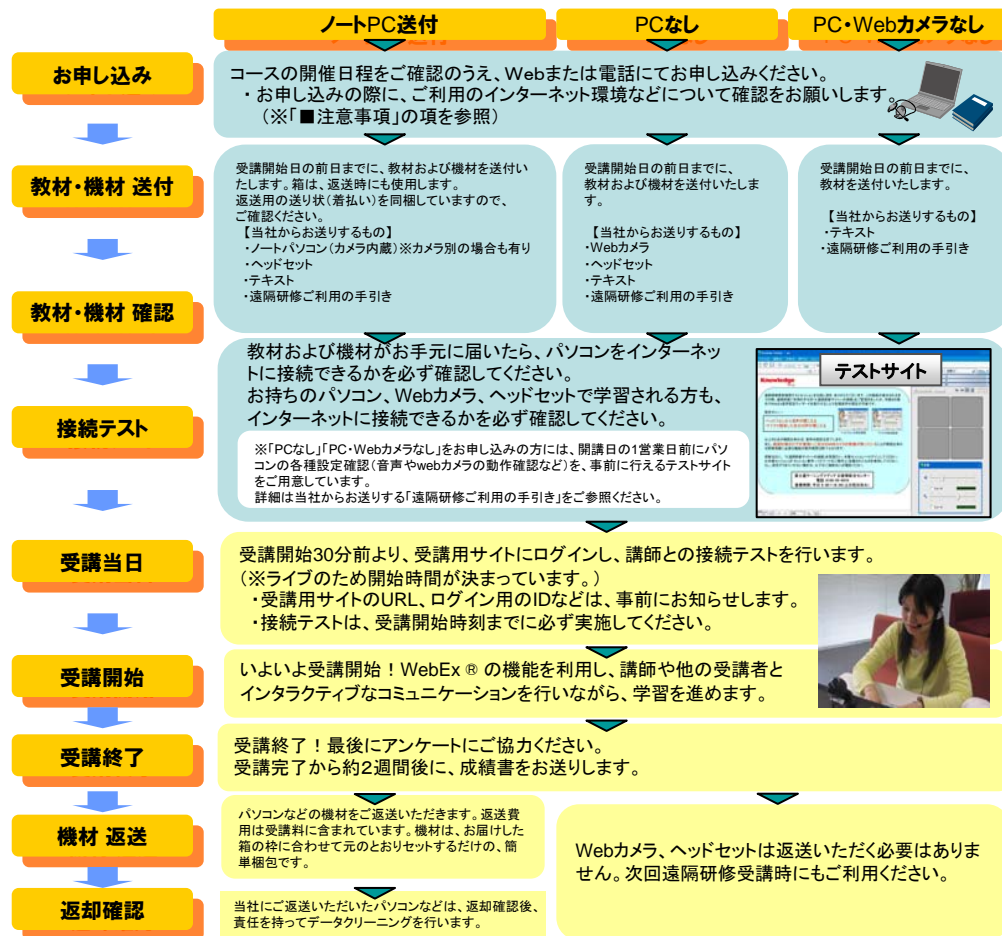 ノートPC送付
PCなし
PC・Webカメラなし
お申し込み
コースの開催日程をご確認のうえ、Webまたは電話にてお申し込みください。
・お申し込みの際に、ご利用のインターネット環境などについて確認をお願いします。
(※「■注意事項」の項を参照)
教材・機材 送付
受講開始日の前日までに、教材および機材を送付い
たします。箱は、返送時にも使用します。
返送用の送り状(着払い)を同梱していますので、
ご確認ください。
【当社からお送りするもの】
・ノートパソコン(カメラ内蔵)※カメラ別の場合も有り
・ヘッドセット
・テキスト
・遠隔研修ご利用の手引き
受講開始日の前日までに、
教材および機材を送付いたしま
す。
【当社からお送りするもの】
・Webカメラ
・ヘッドセット
・テキスト
・遠隔研修ご利用の手引き
受講開始日の前日までに、
教材を送付いたします。
【当社からお送りするもの】
・テキスト
・遠隔研修ご利用の手引き
教材・機材 確認
教材および機材がお手元に届いたら、パソコンをインターネッ
トに接続できるかを必ず確認してください。
お持ちのパソコン、Webカメラ、ヘッドセットで学習される方も、
インターネットに接続できるかを必ず確認してください。
テストサイト
接続テスト
※「PCなし」「PC・Webカメラなし」をお申し込みの方には、開講日の1営業日前にパソ
コンの各種設定確認(音声やwebカメラの動作確認など)を、事前に行えるテストサイト
をご用意しています。
詳細は当社からお送りする「遠隔研修ご利用の手引き」をご参照ください。
受講当日
受講開始30分前より、受講用サイトにログインし、講師との接続テストを行います。
(※ライブのため開始時間が決まっています。)
・受講用サイトのURL、ログイン用のIDなどは、事前にお知らせします。
・接続テストは、受講開始時刻までに必ず実施してください。
受講開始
いよいよ受講開始!WebEx ® の機能を利用し、講師や他の受講者と
インタラクティブなコミュニケーションを行いながら、学習を進めます。
受講終了
受講終了!最後にアンケートにご協力ください。
受講完了から約2週間後に、成績書をお送りします。
機材 返送
パソコンなどの機材をご返送いただきます。返送費
用は受講料に含まれています。機材は、お届けした
箱の枠に合わせて元のとおりセットするだけの、簡
単梱包です。
Webカメラ、ヘッドセットは返送いただく必要はありま
せん。次回遠隔研修受講時にもご利用ください。
返却確認
当社にご返送いただいたパソコンなどは、返却確認後、
責任を持ってデータクリーニングを行います。